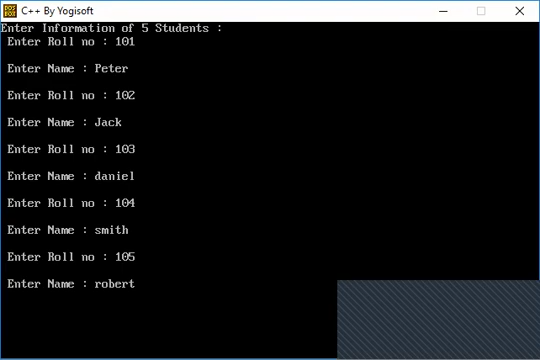 C++ By Yogisoft
Enter Information of 5 Students :
Enter Roll no : 101
Enter Name : Peter
Enter Roll no : 102
Enter Name : Jack
Enter Roll no : 103
Enter Name : daniel
Enter Roll no : 104
Enter Name : smith
Enter Roll no : 105
Enter Name : robert